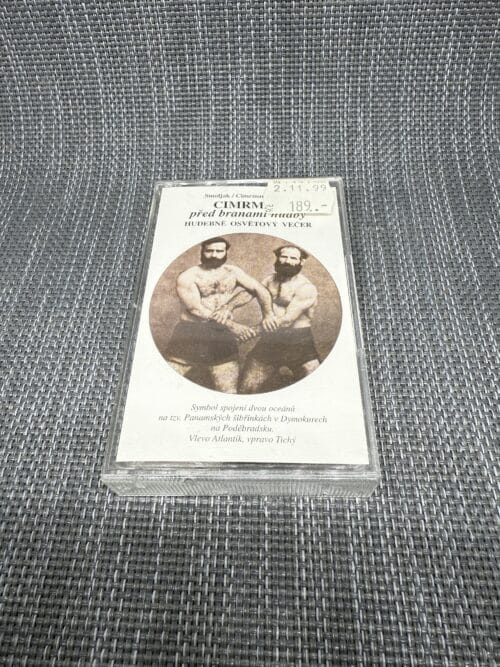 Smoljak / Cimrman
2.11.99
CIMRM
189.-
před branami hudby
HUDEBNĚ OSVĚTOVÝ VEČER
Symbol spojení dvou oceánů
na tzv. Panamských šibřinkách v Dymokurech
na Poděbradsku.
Vlevo Atlantik, vpravo Tichý